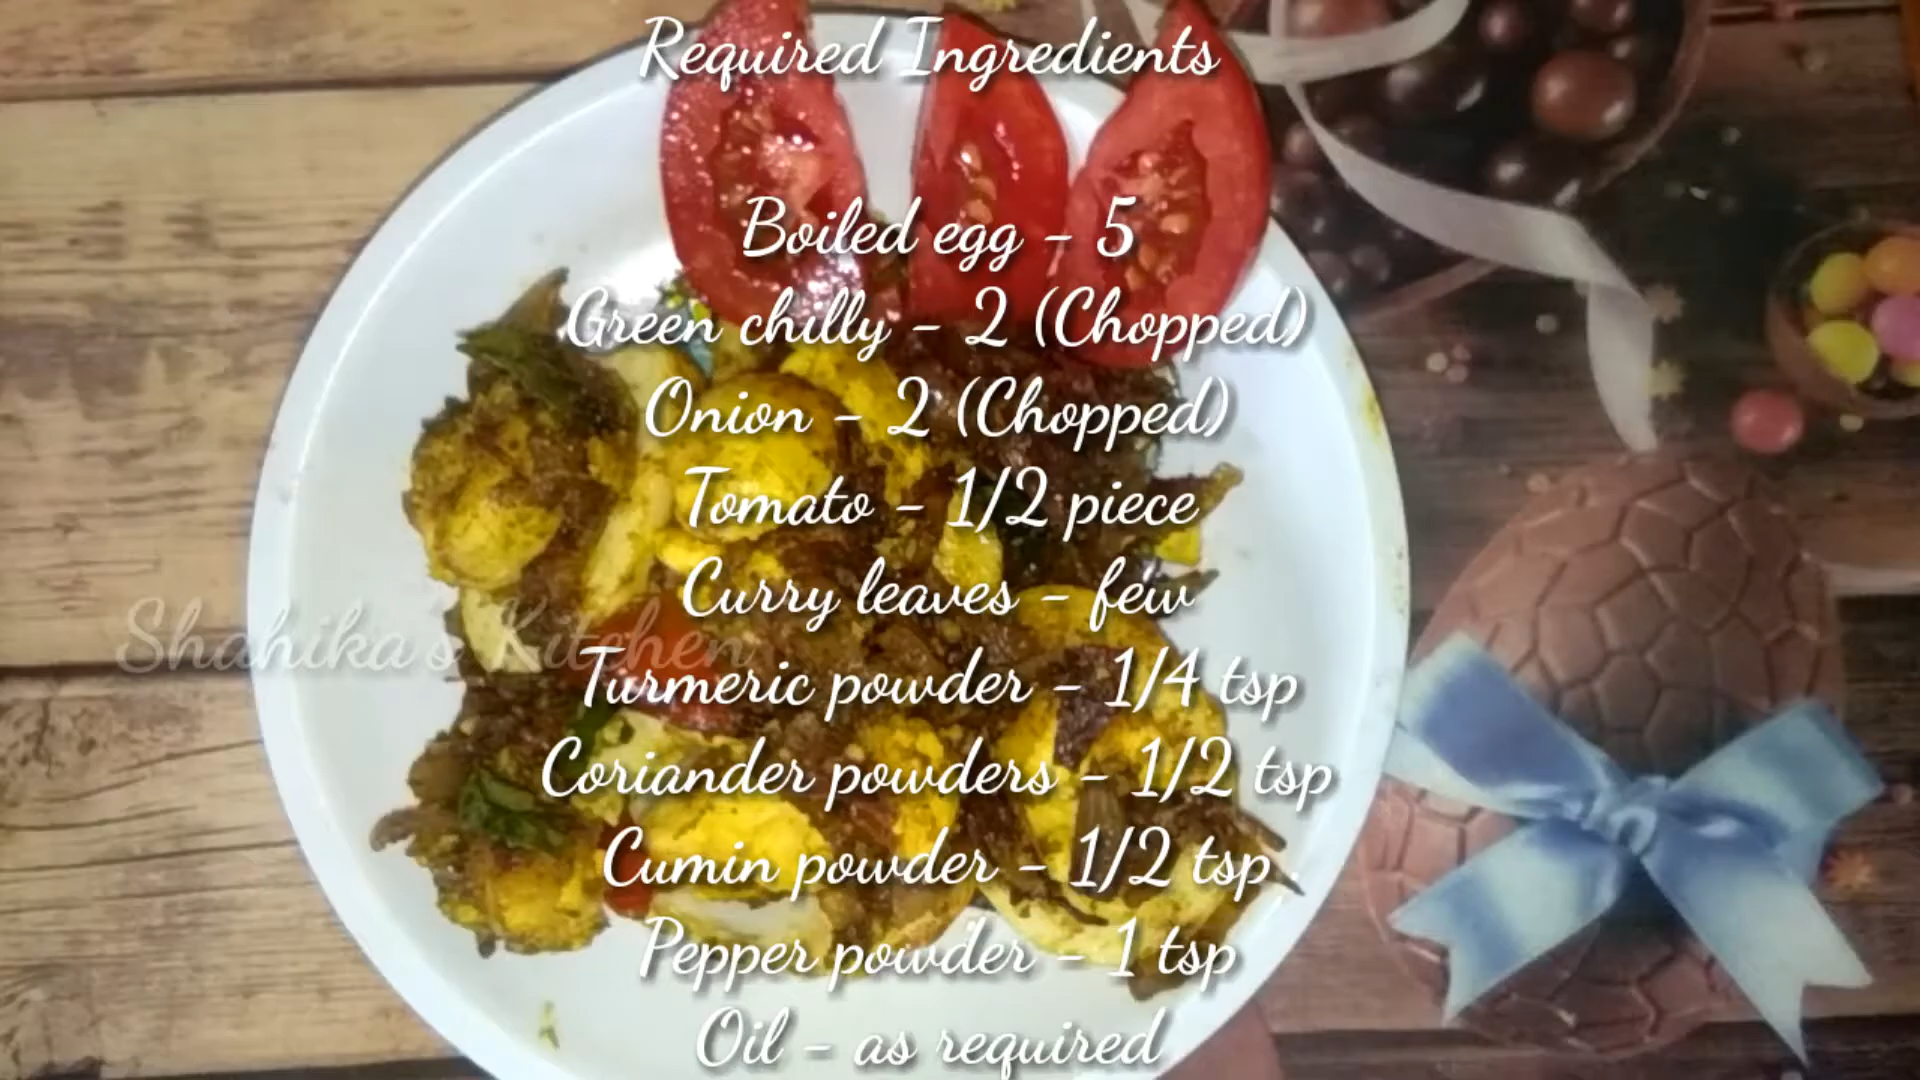 Required Ingredients
Boiled egg - 5
Green chilly - 2 (Chopped)
Onion - 2 (Chopped)
Tomato - 1/2 piece
Curry leaves - few
Shahika's Kitchen
Turmeric powder - 1/4 tsp
Coriander powders - 1/2 tsp
Cumin powder - 1/2 tsp .
Pepper powder - 1 tsp
Oil - as required